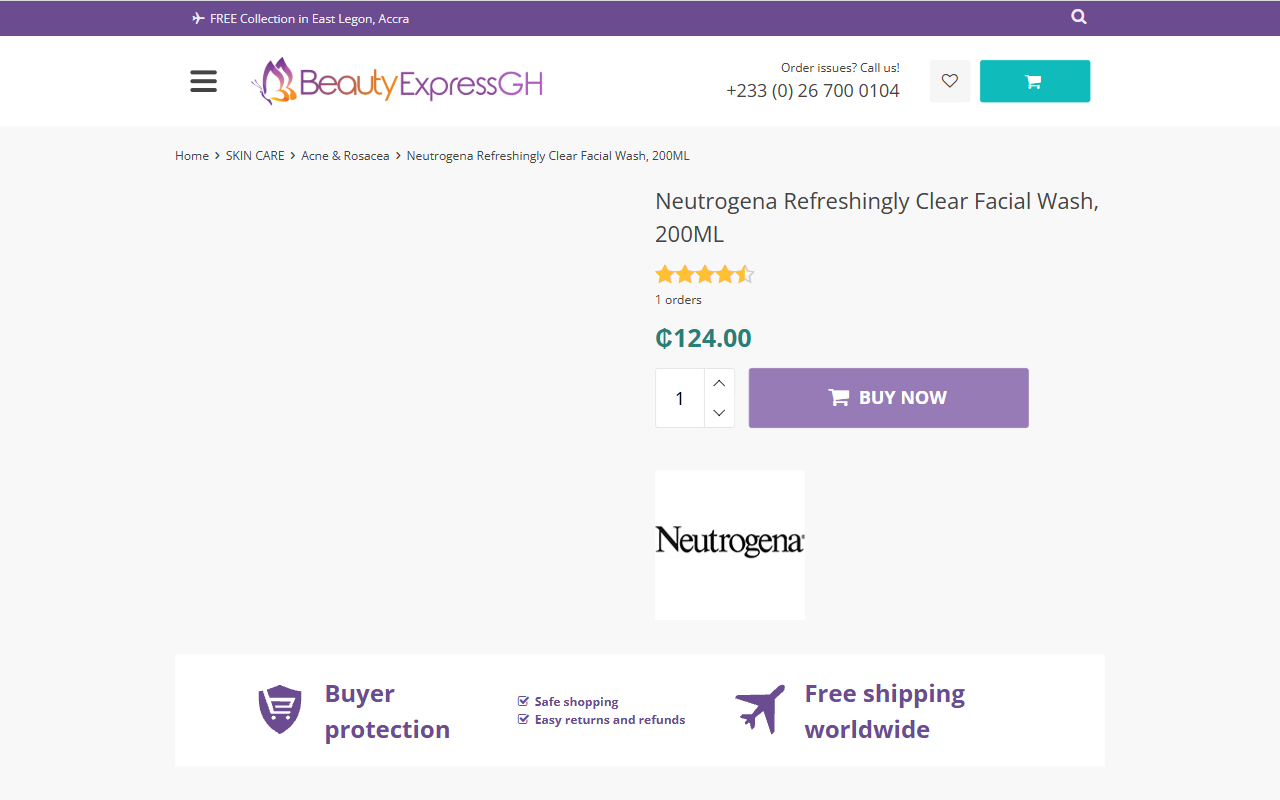 FREE Collection in East Legon, Accra
BeautyExpressGH
Order issues? Call us!
+233 (0) 26 700 0104
Home > SKIN CARE > Acne & Rosacea > Neutrogena Refreshingly Clear Facial Wash, 200ML
Neutrogena Refreshingly Clear Facial Wash,
200ML
1 orders
₵124.00
1
BUY NOW
Neutrogena
Buyer
protection
Safe shopping
Easy returns and refunds
Free shipping
worldwide